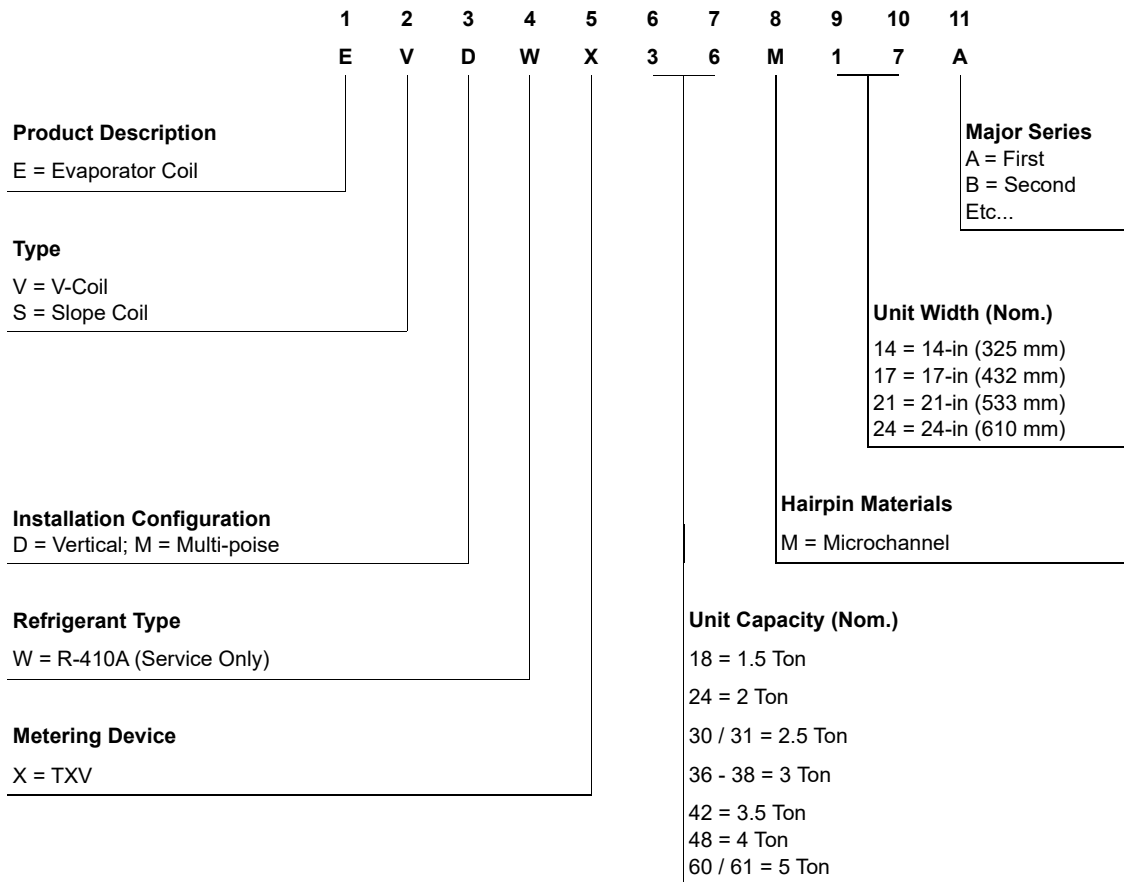 1 2 3 4 5 6 7 8 9 10 11
E V D W X 3 6 M 1 7 A
Product Description
E = Evaporator Coil
Type
V = V-Coil
S = Slope Coil
Installation Configuration
D = Vertical; M = Multi-poise
Refrigerant Type
W = R-410A (Service Only)
Metering Device
X = TXV
Major Series
A = First
B = Second
Etc...
Unit Width (Nom.)
14 = 14-in (325 mm)
17 = 17-in (432 mm)
21 = 21-in (533 mm)
24 = 24-in (610 mm)
Hairpin Materials
M = Microchannel
Unit Capacity (Nom.)
18 = 1.5 Ton
24 = 2 Ton
30 / 31 = 2.5 Ton
36 - 38 = 3 Ton
42 = 3.5 Ton
48 = 4 Ton
60 / 61 = 5 Ton